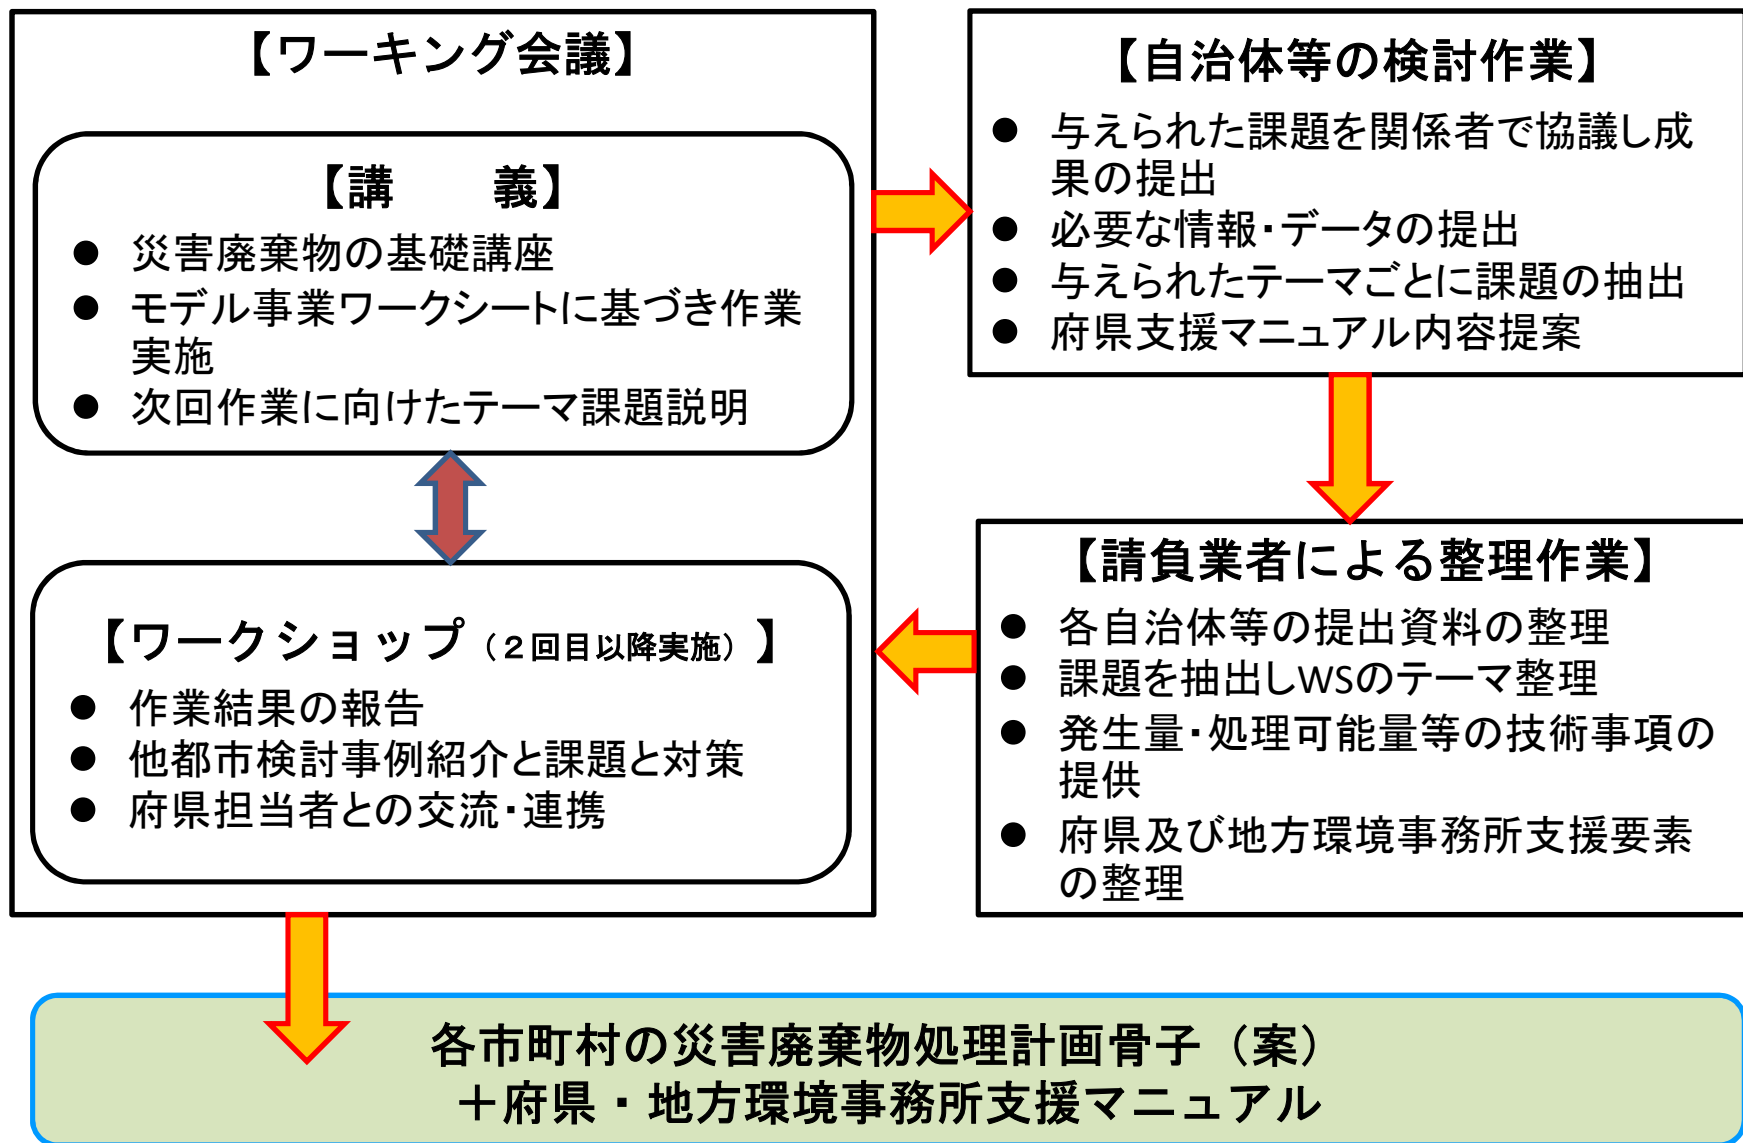 【ワーキング会議】
【講　　義】
● 災害廃棄物の基礎講座
● モデル事業ワークシートに基づき作業
実施
● 次回作業に向けたテーマ課題説明
【ワークショップ（２回目以降実施）】
● 作業結果の報告
● 他都市検討事例紹介と課題と対策
● 府県担当者との交流・連携
【自治体等の検討作業】
● 与えられた課題を関係者で協議し成
果の提出
● 必要な情報・データの提出
● 与えられたテーマごとに課題の抽出
● 府県支援マニュアル内容提案
【請負業者による整理作業】
● 各自治体等の提出資料の整理
● 課題を抽出しWSのテーマ整理
● 発生量・処理可能量等の技術事項の
提供
● 府県及び地方環境事務所支援要素
の整理
各市町村の災害廃棄物処理計画骨子（案）
＋府県・地方環境事務所支援マニュアル